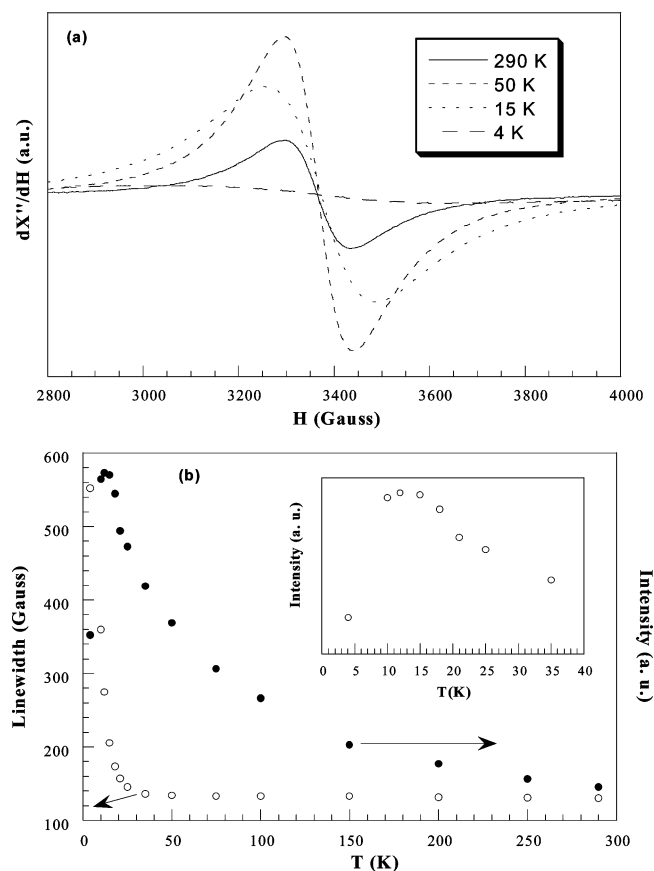 (a)
290 K
50 K
15 K
4 K
dX''/dH (a.u.)
2800 3000 3200 3400 3600 3800 4000
H (Gauss)
(b)
600
500
400
300
200
100
Linewidth (Gauss)
Intensity (a. u.)
0 5 10 15 20 25 30 35 40
T(K)
Intensity (a. u.)
0 50 100 150 200 250 300
T (K)